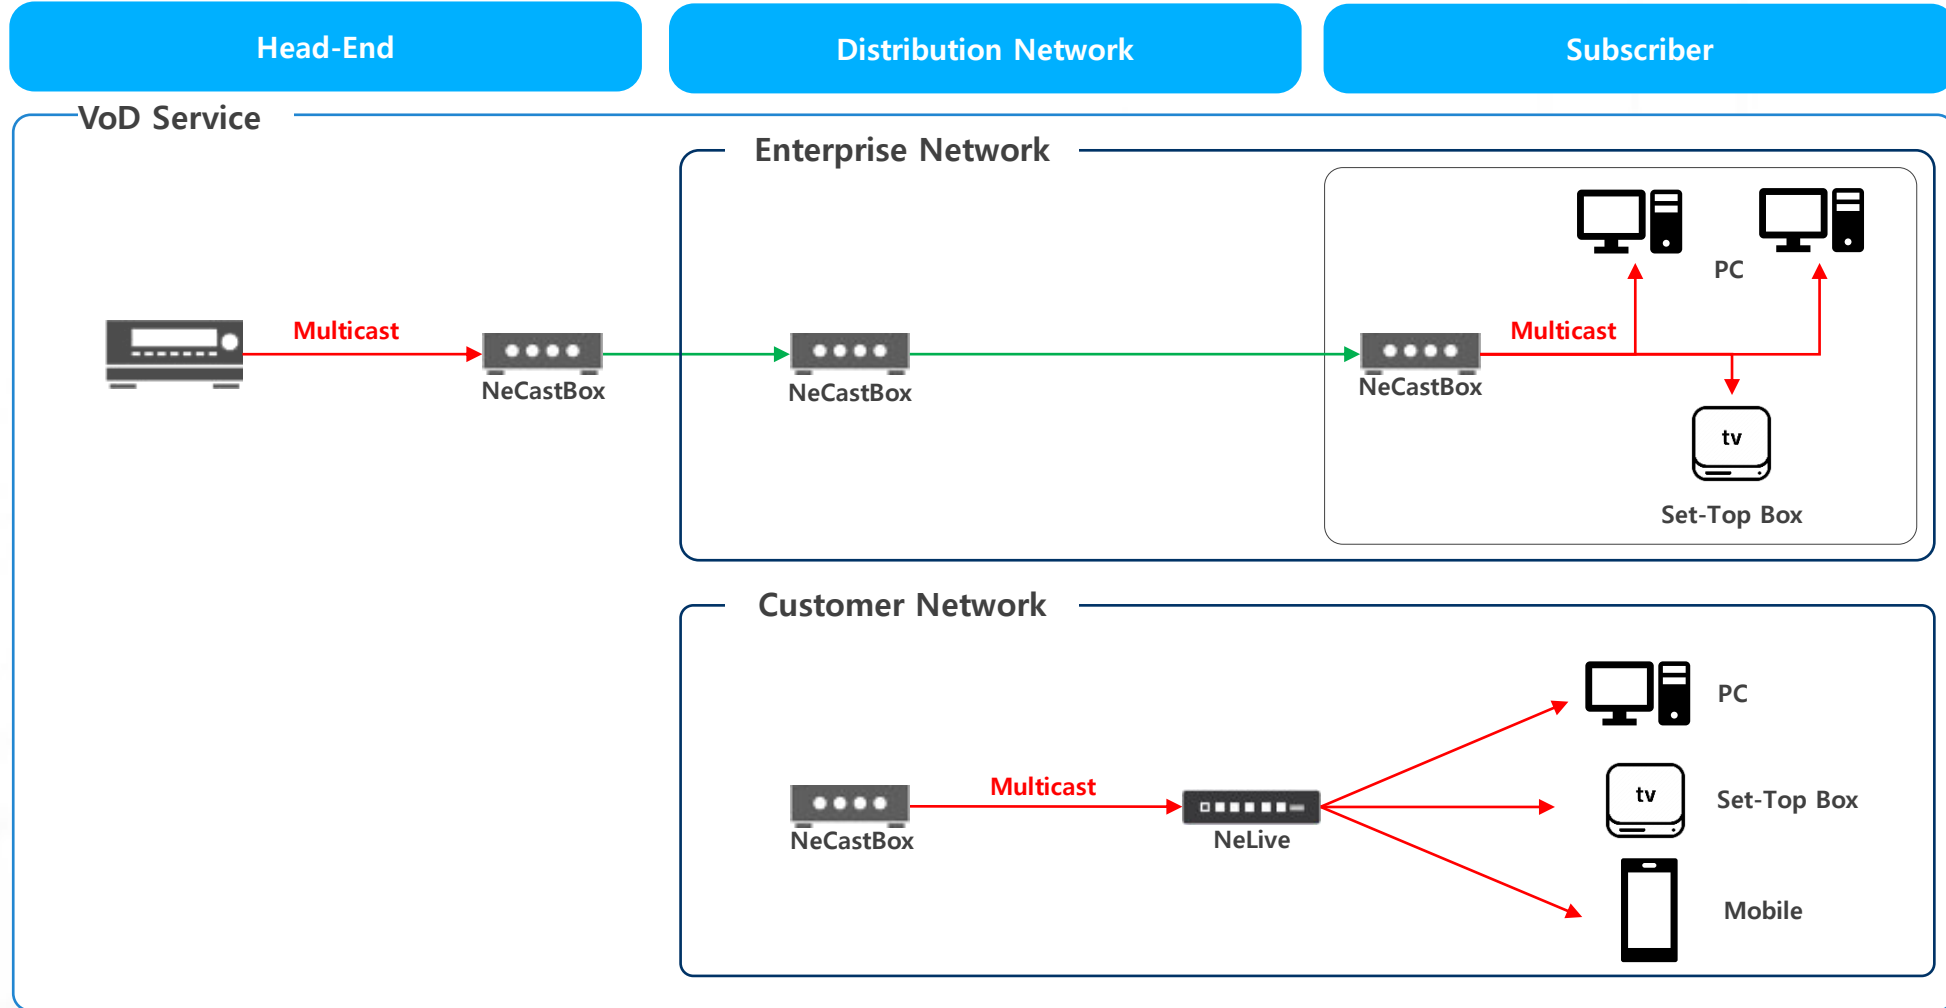 Head-End
Distribution Network
Subscriber
VoD Service
Enterprise Network
PC
Multicast
Multicast
NeCastBox
NeCastBox
NeCastBox
tv
Set-Top Box
Customer Network
PC
Multicast
tv
Set-Top Box
NeCastBox
NeLive
Mobile